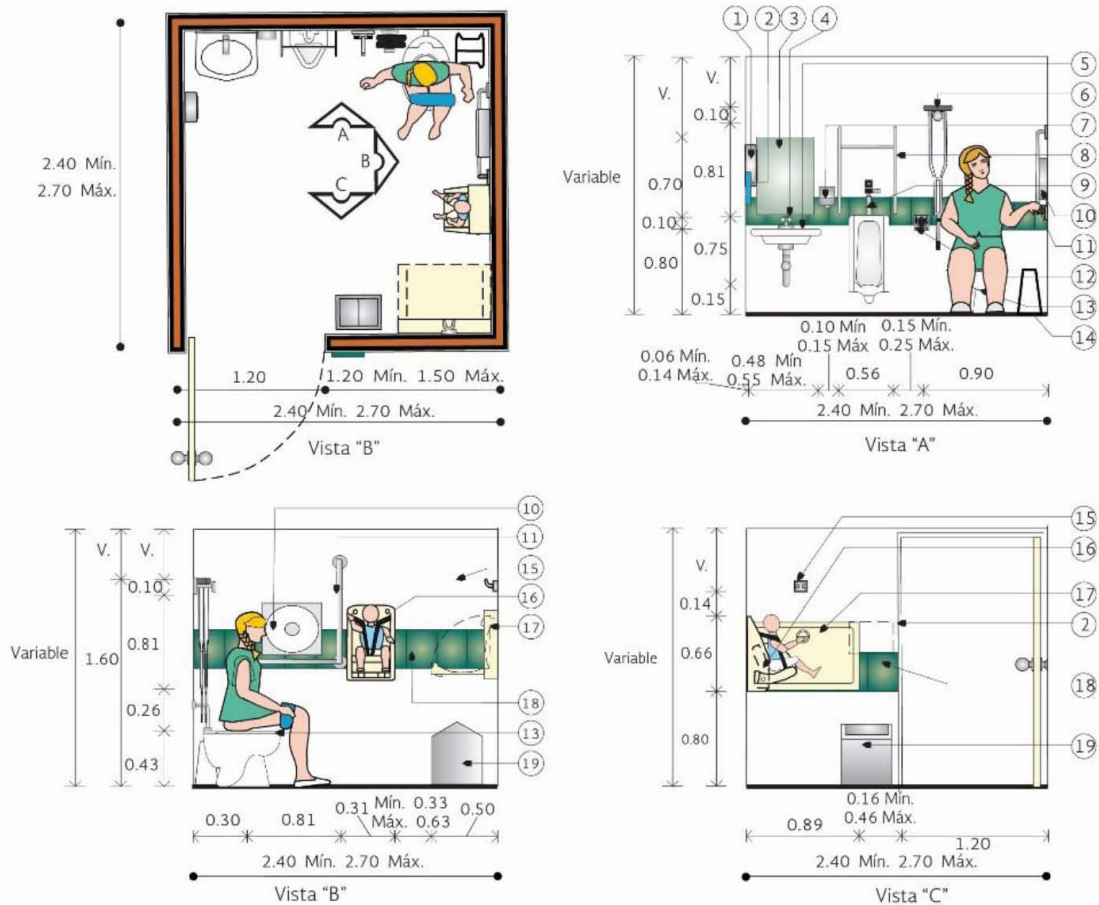 2.40 Mín.
2.70 Máx.
A
B
C
1.20
1.20 Mín. 1.50 Máx.
2.40 Mín. 2.70 Máx.
Vista "B"
1
2
3
4
5
6
7
8
9
10
11
12
13
14
Variable
V.
V.
0.10
0.70
0.81
0.10
0.75
0.80
0.15
0.10 Mín
0.15 Máx
0.15 Mín.
0.25 Máx.
0.06 Mín.
0.14 Máx.
0.48 Mín
0.55 Máx.
0.56
0.90
2.40 Mín. 2.70 Máx.
Vista "A"
10
11
15
16
17
18
13
19
V.
V.
0.10
Variable
1.60
0.81
0.26
0.43
0.30
0.81
0.31
Mín. 0.33
Máx. 0.63
0.50
2.40 Mín. 2.70 Máx.
Vista "B"
15
16
17
2
18
19
V.
0.14
Variable
0.66
0.80
0.16 Mín.
0.46 Máx.
0.89
1.20
2.40 Mín. 2.70 Máx.
Vista "C"